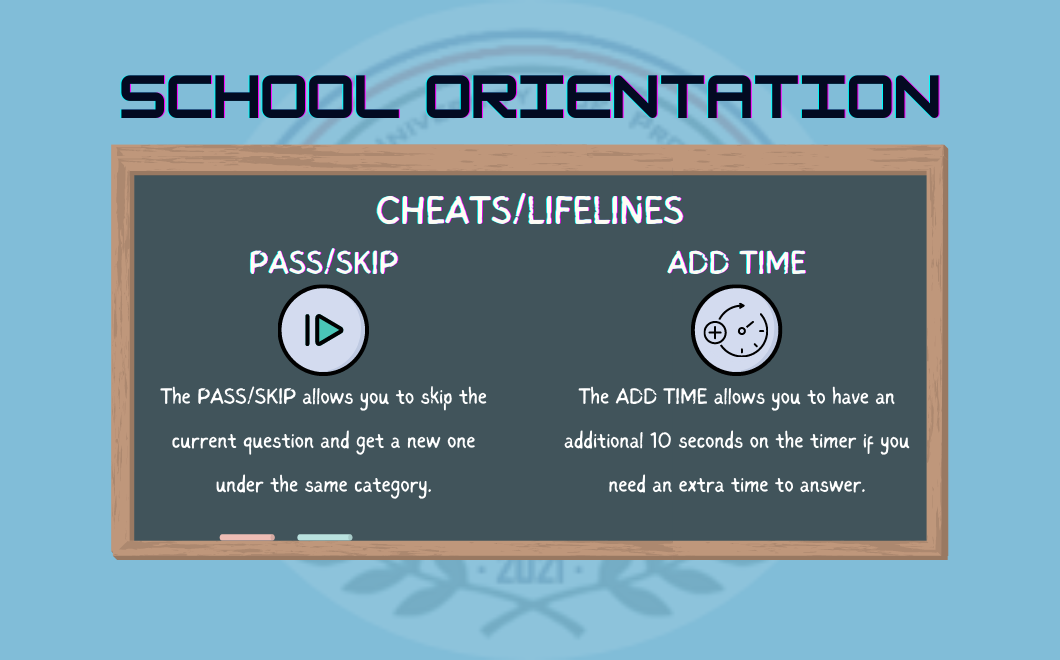 SCHOOL ORIENTATION
CHEATS/LIFELINES
PASS/SKIP
The PASS/SKIP allows you to skip the
current question and get a new one
under the same category.
ADD TIME
The ADD TIME allows you to have an
additional 10 seconds on the timer if you
need an extra time to answer.
· 2021 ·